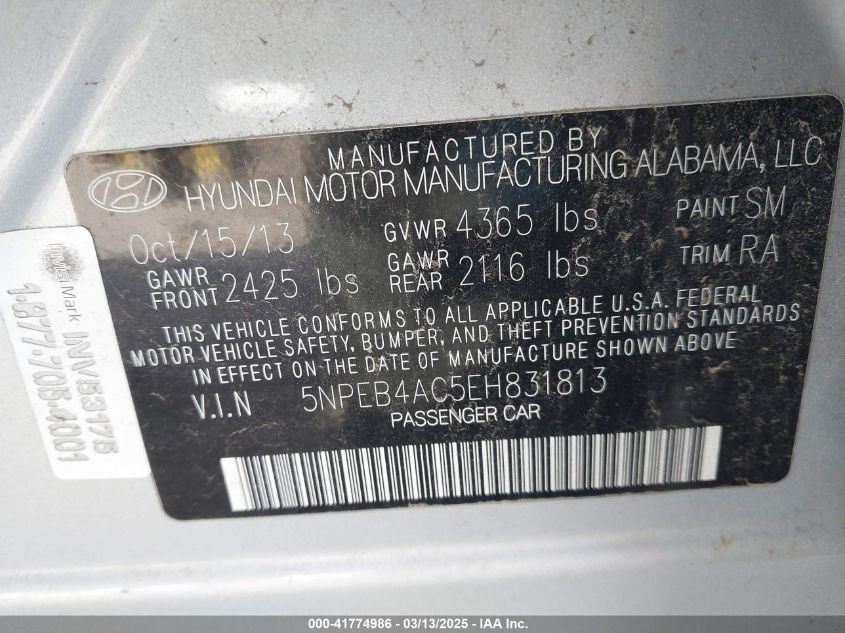 MANUFACTURED BY
HYUNDAI MOTOR MANUFACTURING ALABAMA, LLC
Oct/15/13 GVWR 4365 lbs PAINT SM
GAWR FRONT 2425 lbs GAWR REAR 2116 lbs TRIM RA
THIS VEHICLE CONFORMS TO ALL APPLICABLE U.S.A. FEDERAL
MOTOR VEHICLE SAFETY, BUMPER, AND THEFT PREVENTION STANDARDS
IN EFFECT ON THE DATE OF MANUFACTURE SHOWN ABOVE
V.I.N 5NPEB4AC5EH831813
PASSENGER CAR
InvisiMark INVB3178
1.877.706.4001
000-41774986 - 03/13/2025 - IAA Inc.